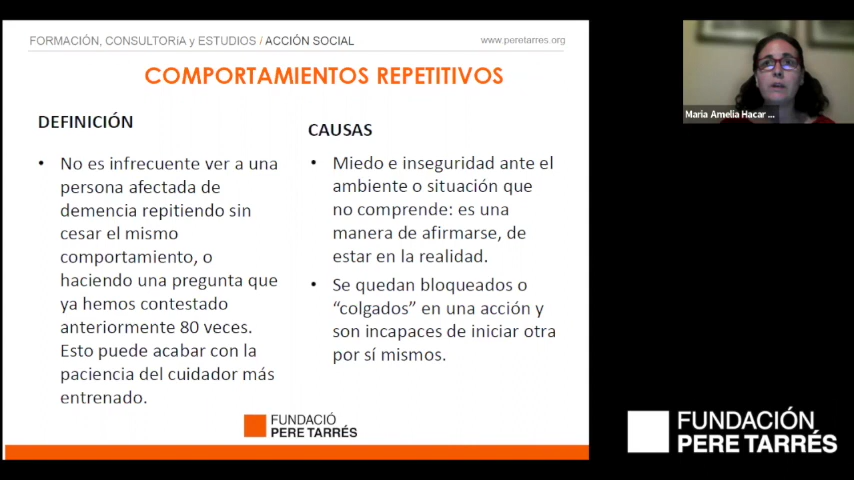 FORMACIÓN, CONSULTORíA y ESTUDIOS / ACCIÓN SOCIAL
www.peretarres.org
COMPORTAMIENTOS REPETITIVOS
DEFINICIÓN
• No es infrecuente ver a una
persona afectada de
demencia repitiendo sin
cesar el mismo
comportamiento, o
haciendo una pregunta que
ya hemos contestado
anteriormente 80 veces.
Esto puede acabar con la
paciencia del cuidador más
entrenado.
CAUSAS
• Miedo e inseguridad ante el
ambiente o situación que
no comprende: es una
manera de afirmarse, de
estar en la realidad.
• Se quedan bloqueados o
“colgados” en una acción y
son incapaces de iniciar otra
por sí mismos.
FUNDACIÓ
PERE TARRÉS
Maria Amelia Hacar ...
FUNDACIÓN
PERE TARRÉS